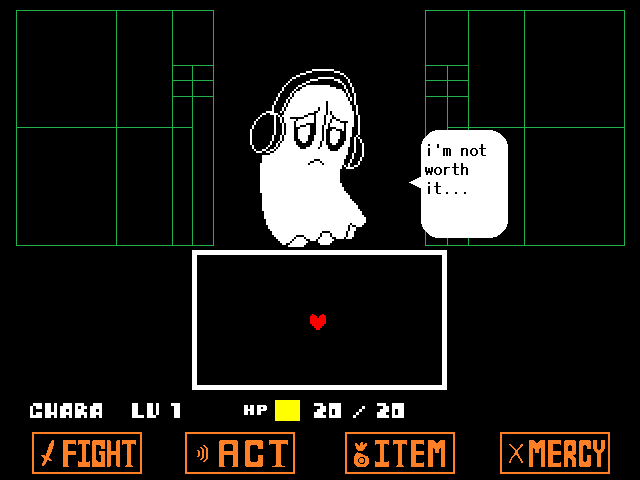 i'm not
worth
it...
CHARA LV 1 HP 20 / 20
FIGHT ACT ITEM MERCY